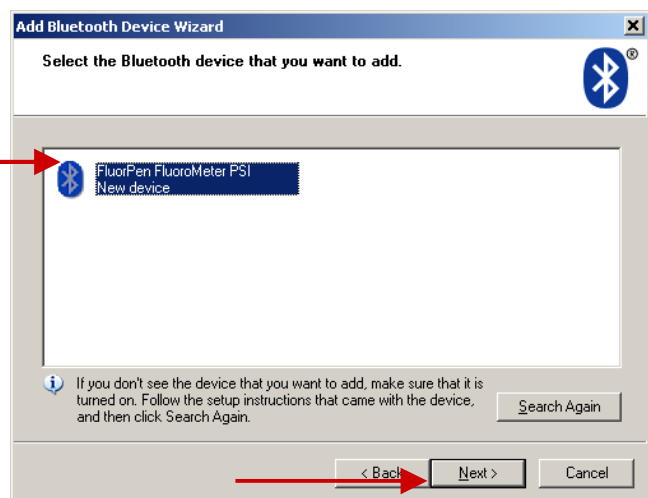 Add Bluetooth Device Wizard
Select the Bluetooth device that you want to add.
®
FluorPen FluoroMeter PSI
New device
If you don't see the device that you want to add, make sure that it is
turned on. Follow the setup instructions that came with the device,
and then click Search Again.
Search Again
< Back
Next >
Cancel